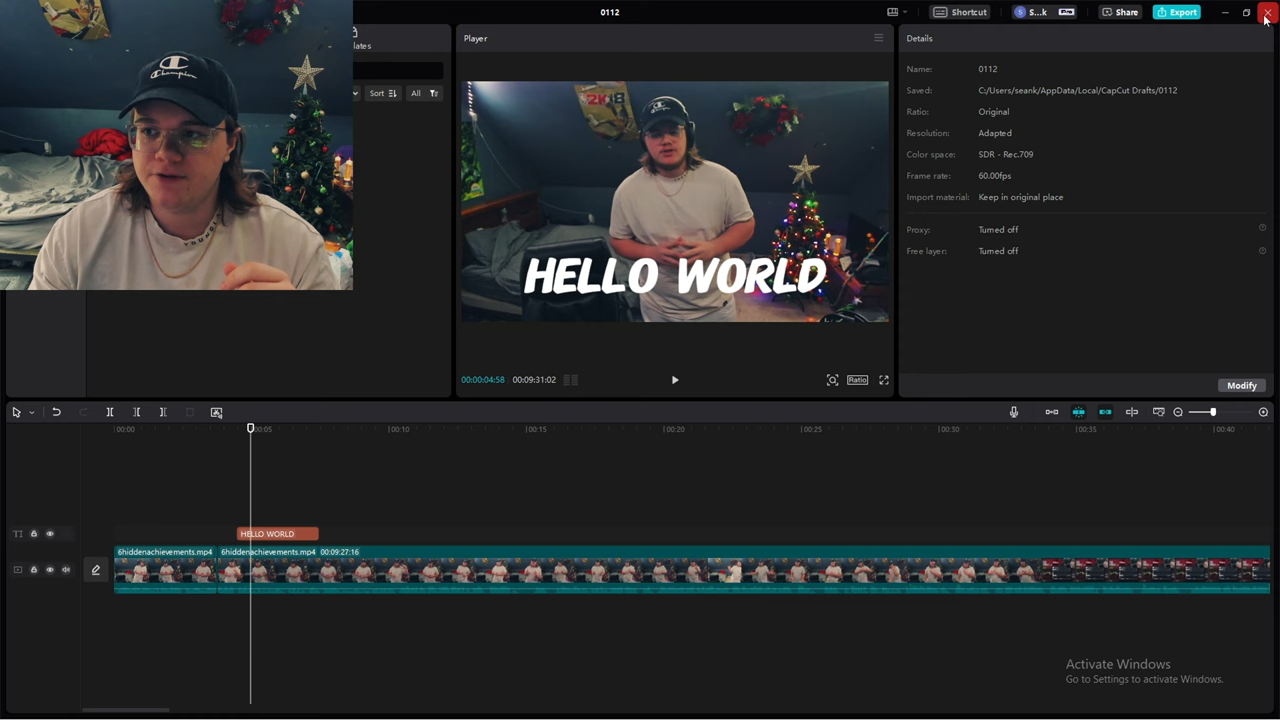 0112
Shortcut
S...k
Pro
Share
Export
Champion
lates
Sort
All
Player
2K18
HELLO WORLD
00:00:04:58
00:09:31:02
Ratio
Details
Name:
0112
Saved:
C:/Users/seank/AppData/Local/CapCut Drafts/0112
Ratio:
Original
Resolution:
Adapted
Color space:
SDR - Rec.709
Frame rate:
60.00fps
Import material:
Keep in original place
Proxy:
Turned off
Free layer:
Turned off
Modify
00:00
00:05
00:10
00:15
00:20
00:25
00:30
00:35
00:40
TI
HELLO WORLD
6hiddenachievements.mp4
6hiddenachievements.mp4 00:09:27:16
Activate Windows
Go to Settings to activate Windows.